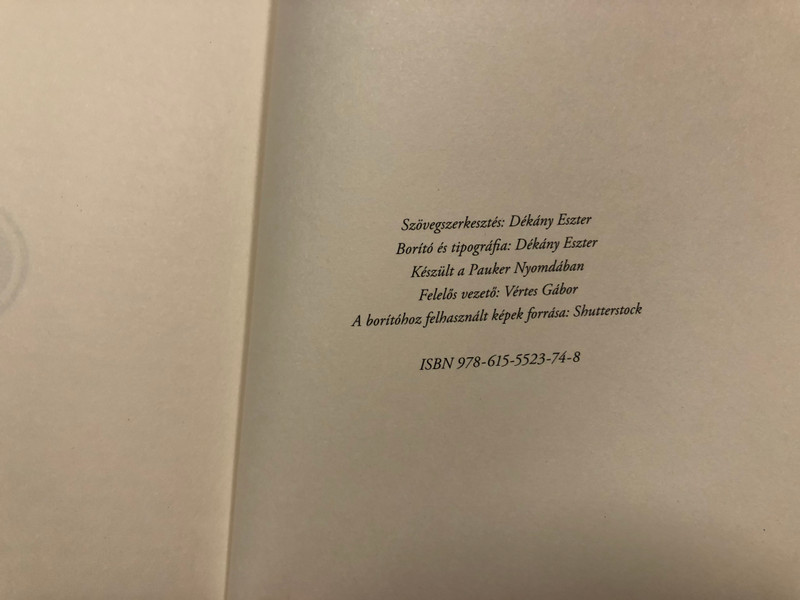 Szövegszerkesztés: Dékány Eszter
Borító és tipográfia: Dékány Eszter
Készült a Pauker Nyomdában
Felelős vezető: Vértes Gábor
A borítóhoz felhasznált képek forrása: Shutterstock
ISBN 978-615-5523-74-8